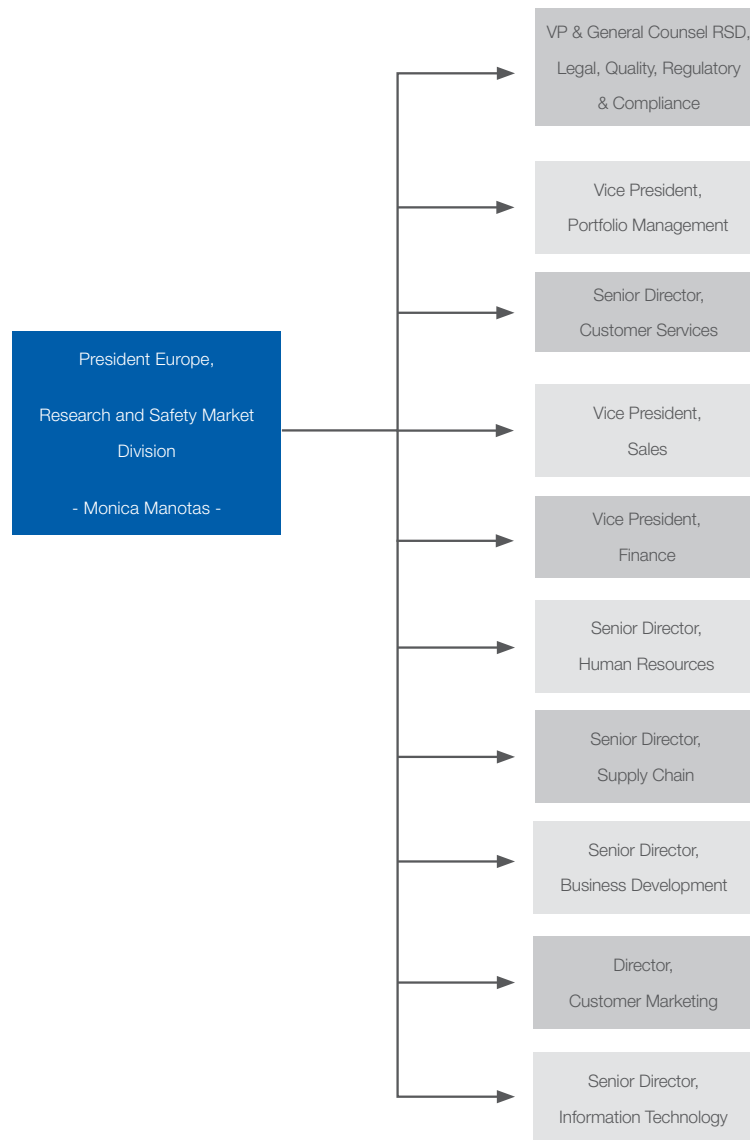 VP & General Counsel RSD,
Legal, Quality, Regulatory
& Compliance
Vice President,
Portfolio Management
Senior Director,
Customer Services
President Europe,
Research and Safety Market
Division
- Monica Manotas -
Vice President,
Sales
Vice President,
Finance
Senior Director,
Human Resources
Senior Director,
Supply Chain
Senior Director,
Business Development
Director,
Customer Marketing
Senior Director,
Information Technology